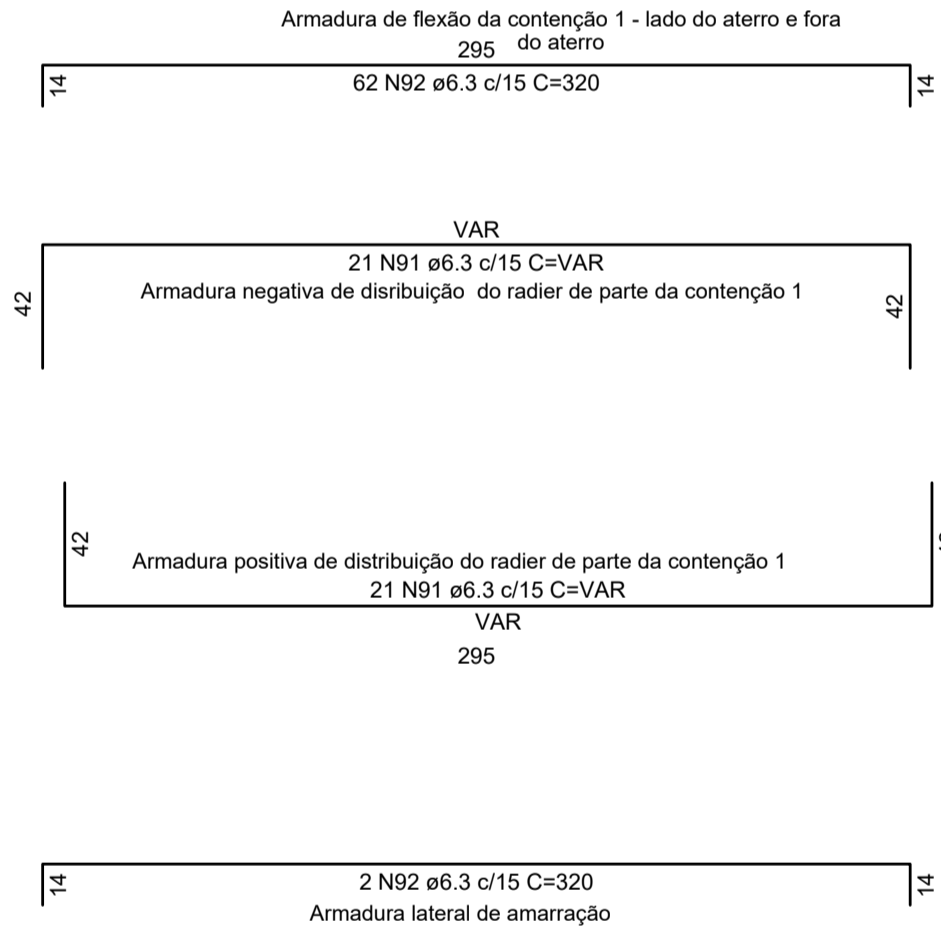 Armadura de flexão da contenção 1 - lado do aterro e fora
do aterro
295
14
14
62 N92 ø6.3 c/15 C=320
VAR
21 N91 ø6.3 c/15 C=VAR
Armadura negativa de disribuição do radier de parte da contenção 1
42
42
42
Armadura positiva de distribuição do radier de parte da contenção 1
21 N91 ø6.3 c/15 C=VAR
VAR
295
14
14
2 N92 ø6.3 c/15 C=320
Armadura lateral de amarração